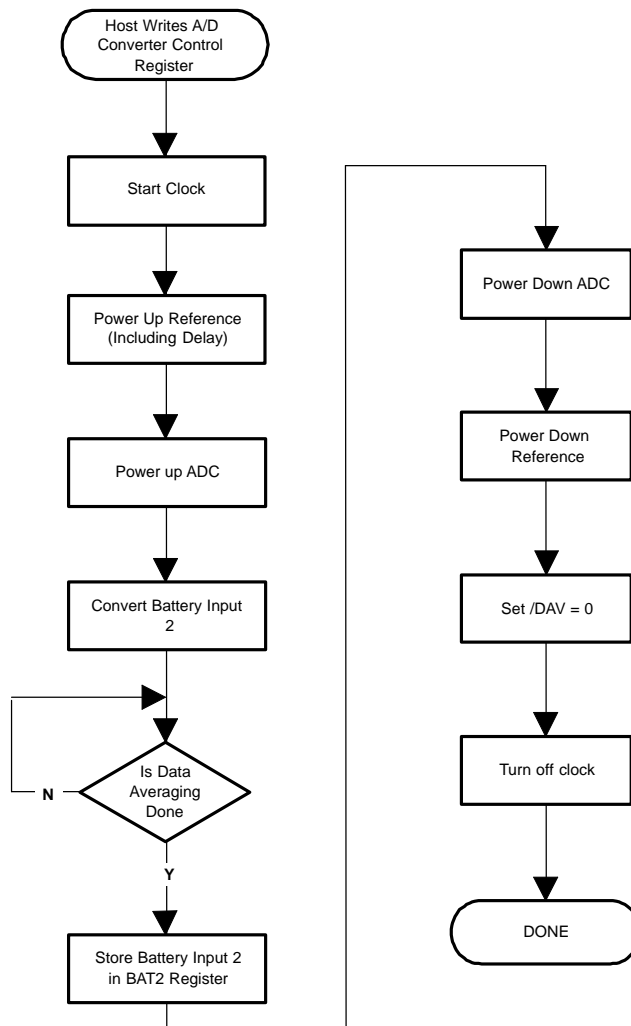 Host Writes A/D
Converter Control
Register
Start Clock
Power Up Reference
(Including Delay)
Power up ADC
Convert Battery Input
2
Is Data
Averaging
Done
N
Y
Store Battery Input 2
in BAT2 Register
Power Down ADC
Power Down
Reference
Set /DAV = 0
Turn off clock
DONE